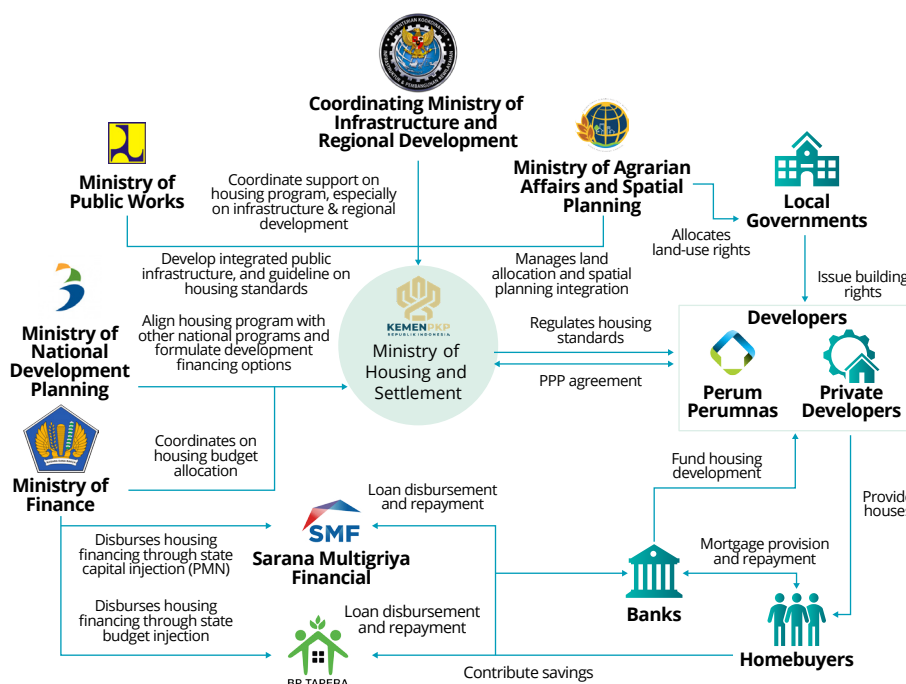 KEMENTERIAN KOORDINATOR
INFRASTRUKTUR & PEMBANGUNAN KEWILAYAHAN
Coordinating Ministry of
Infrastructure and
Regional Development
Ministry of
Public Works
Coordinate support on
housing program, especially
on infrastructure & regional
development
Ministry of Agrarian
Affairs and Spatial
Planning
Local
Governments
Allocates
land-use rights
Develop integrated public
infrastructure, and guideline on
housing standards
Manages land
allocation and spatial
planning integration
Issue building
rights
Ministry of
National
Development
Planning
Align housing program with
other national programs and
formulate development
financing options
KEMENPKP
REPUBLIK INDONESIA
Ministry of
Housing and
Settlement
Regulates housing
standards
PPP agreement
Developers
Perum
Perumnas
Private
Developers
Ministry of
Finance
Coordinates on
housing budget
allocation
Fund housing
development
Provide
houses
Loan disbursement
and repayment
Disburses housing
financing through state
capital injection (PMN)
SMF
Sarana Multigriya
Financial
Mortgage provision
and repayment
Banks
Disburses housing
financing through state
budget injection
Loan disbursement
and repayment
BP TAPERA
Contribute savings
Homebuyers